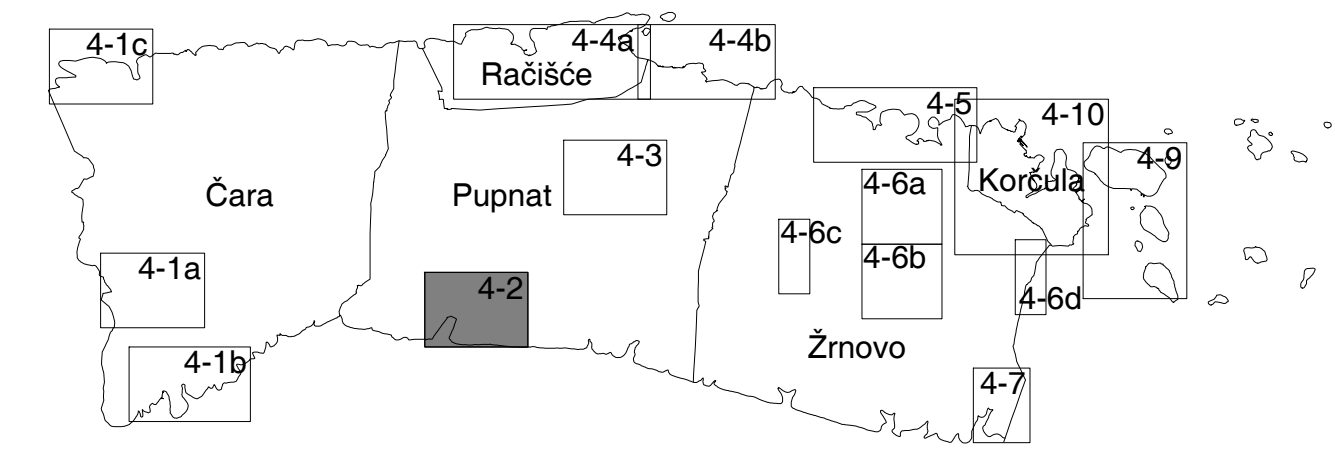 4-1c
4-4a
4-4b
Račišće
4-5
4-10
4-3
4-9
Čara
Pupnat
4-6a
Korčula
4-6c
4-6b
4-1a
4-2
4-6d
Žrnovo
4-1b
4-7